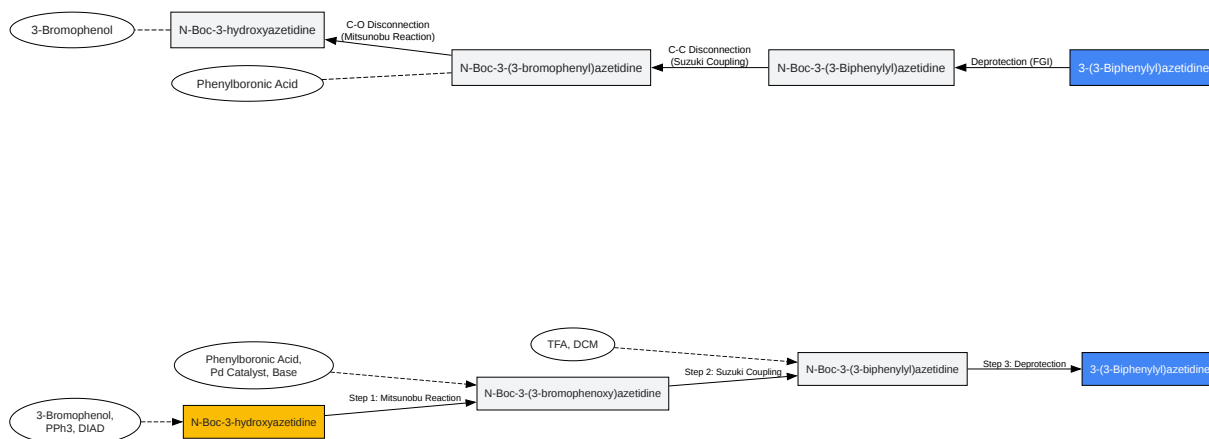 3-Bromophenol
N-Boc-3-hydroxyazetidine
C-O Disconnection
(Mitsunobu Reaction)
Phenylboronic Acid
N-Boc-3-(3-bromophenyl)azetidine
C-C Disconnection
(Suzuki Coupling)
N-Boc-3-(3-Biphenylyl)azetidine
Deprotection (FGI)
3-(3-Biphenylyl)azetidine
3-Bromophenol,
PPh3, DIAD
N-Boc-3-hydroxyazetidine
Step 1: Mitsunobu Reaction
Phenylboronic Acid,
Pd Catalyst, Base
N-Boc-3-(3-bromophenoxy)azetidine
Step 2: Suzuki Coupling
TFA, DCM
N-Boc-3-(3-biphenylyl)azetidine
Step 3: Deprotection
3-(3-Biphenylyl)azetidine